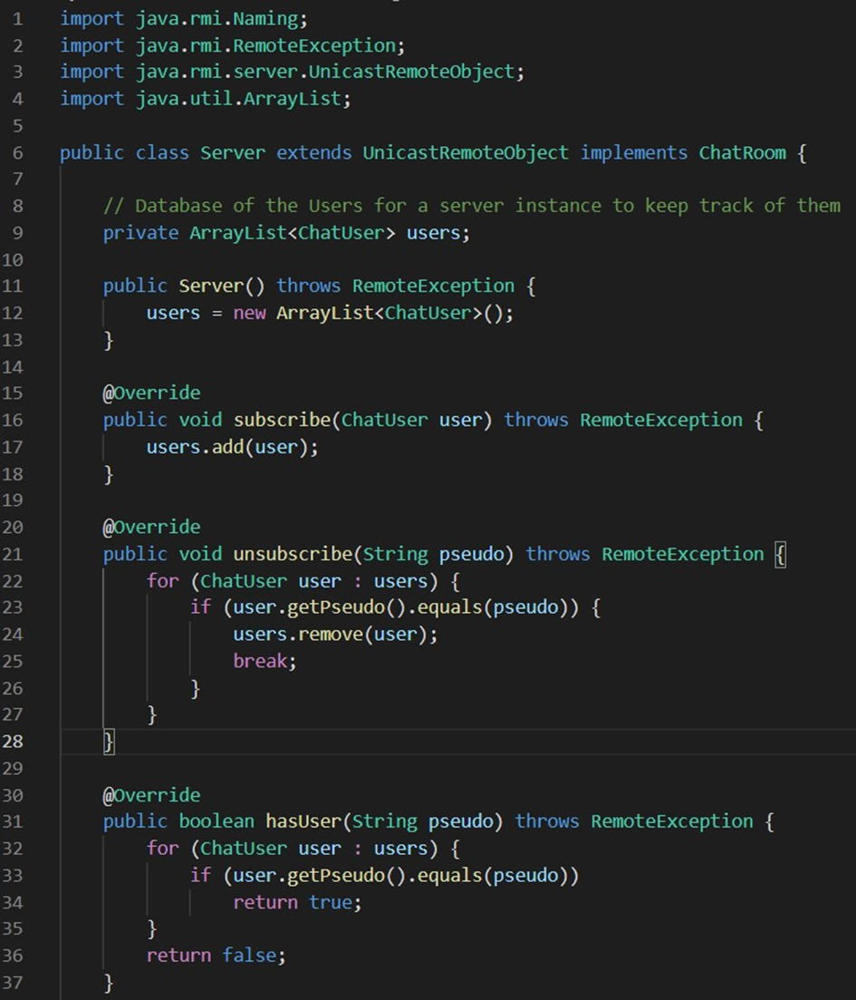 1 import java.rmi.Naming;
2 import java.rmi.RemoteException;
3 import java.rmi.server.UnicastRemoteObject;
4 import java.util.ArrayList;
5
6 public class Server extends UnicastRemoteObject implements ChatRoom {
7
8     // Database of the Users for a server instance to keep track of them
9     private ArrayList<ChatUser> users;
10
11     public Server() throws RemoteException {
12         users = new ArrayList<ChatUser>();
13     }
14
15     @Override
16     public void subscribe(ChatUser user) throws RemoteException {
17         users.add(user);
18     }
19
20     @Override
21     public void unsubscribe(String pseudo) throws RemoteException {
22         for (ChatUser user : users) {
23             if (user.getPseudo().equals(pseudo)) {
24                 users.remove(user);
25                 break;
26             }
27         }
28     }
29
30     @Override
31     public boolean hasUser(String pseudo) throws RemoteException {
32         for (ChatUser user : users) {
33             if (user.getPseudo().equals(pseudo))
34                 return true;
35         }
36         return false;
37     }